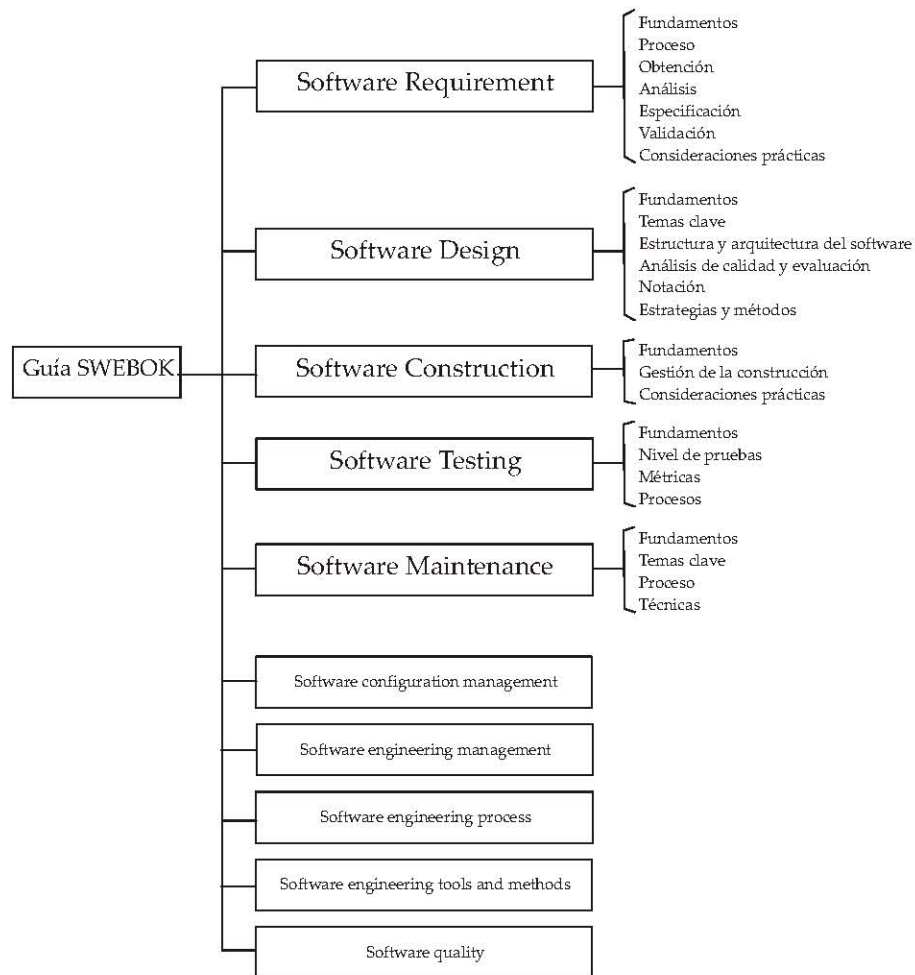 Guía SWEBOK
Software Requirement
Fundamentos
Proceso
Obtención
Análisis
Especificación
Validación
Consideraciones prácticas
Software Design
Fundamentos
Temas clave
Estructura y arquitectura del software
Análisis de calidad y evaluación
Notación
Estrategias y métodos
Software Construction
Fundamentos
Gestión de la construcción
Consideraciones prácticas
Software Testing
Fundamentos
Nivel de pruebas
Métricas
Procesos
Software Maintenance
Fundamentos
Temas clave
Proceso
Técnicas
Software configuration management
Software engineering management
Software engineering process
Software engineering tools and methods
Software quality